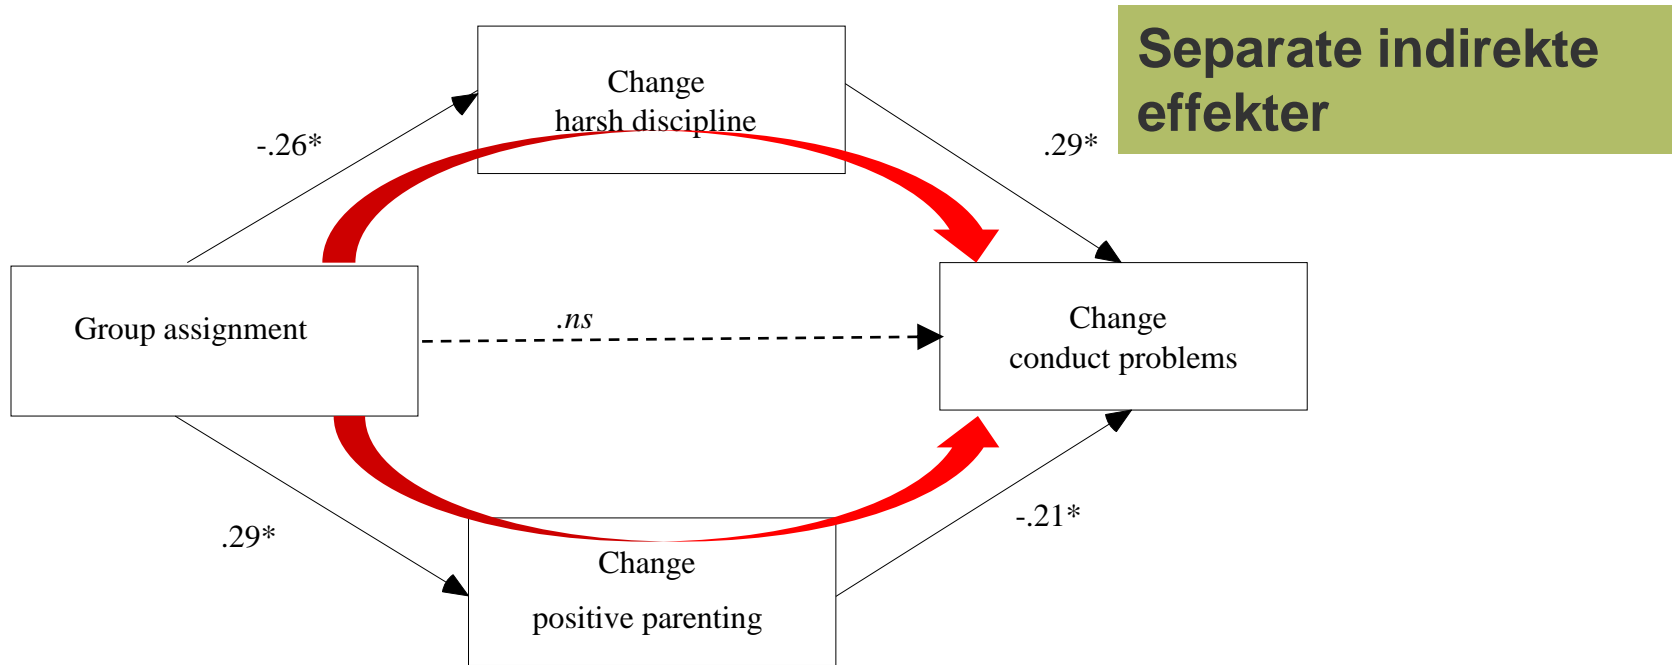 Separate indirekte
effekter
Change
harsh discipline
-.26*
.29*
Group assignment
.ns
Change
conduct problems
.29*
-.21*
Change
positive parenting